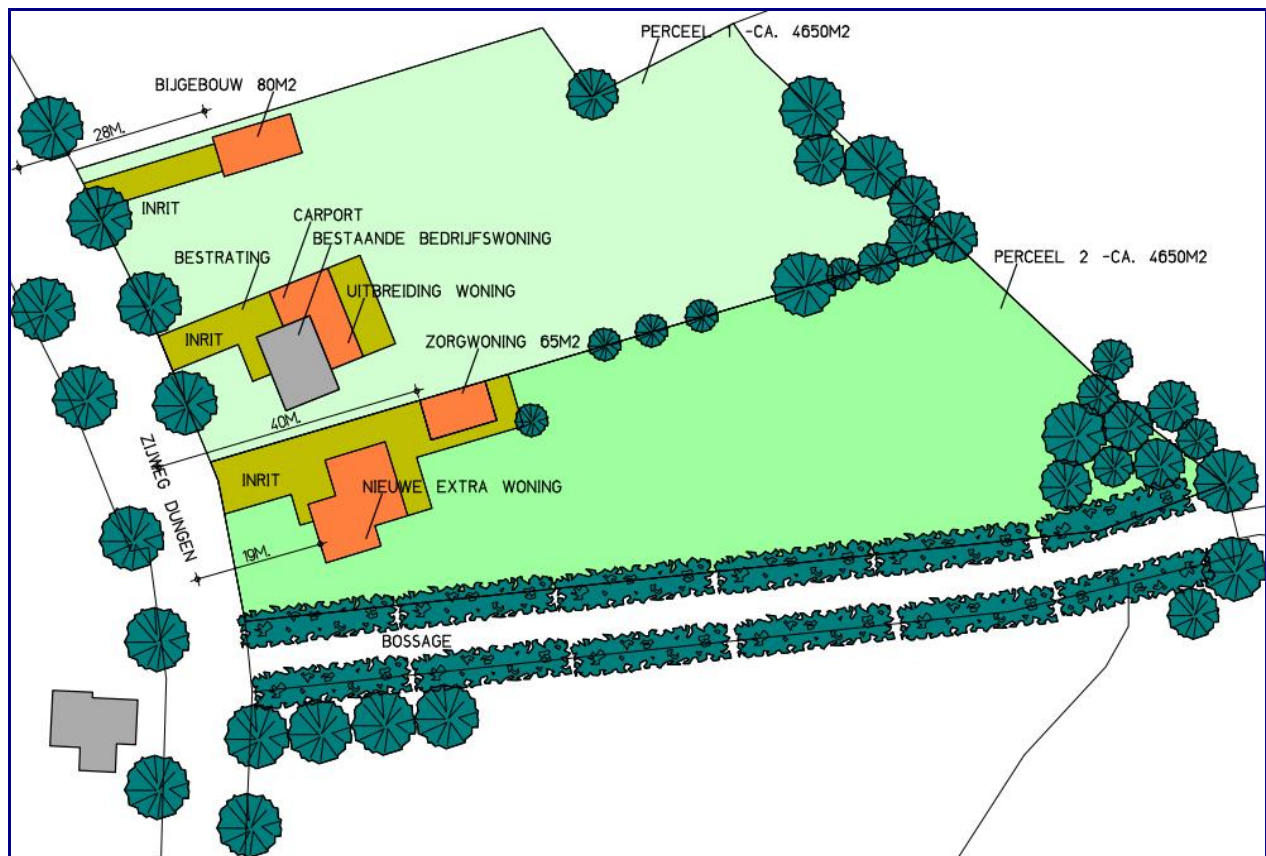 PERCEEL 1 -CA. 4650M2
BIJGEBOUW 80M2
28M.
INRIT
CARPORT
BESTAANDE BEDRIJFSWONING
BESTRATING
PERCEEL 2 -CA. 4650M2
UITBREIDING WONING
INRIT
ZORGWONING 65M2
40M.
ZIJWEG DUNGEN
INRIT
NIEUWE EXTRA WONING
19M.
BOSSAGE